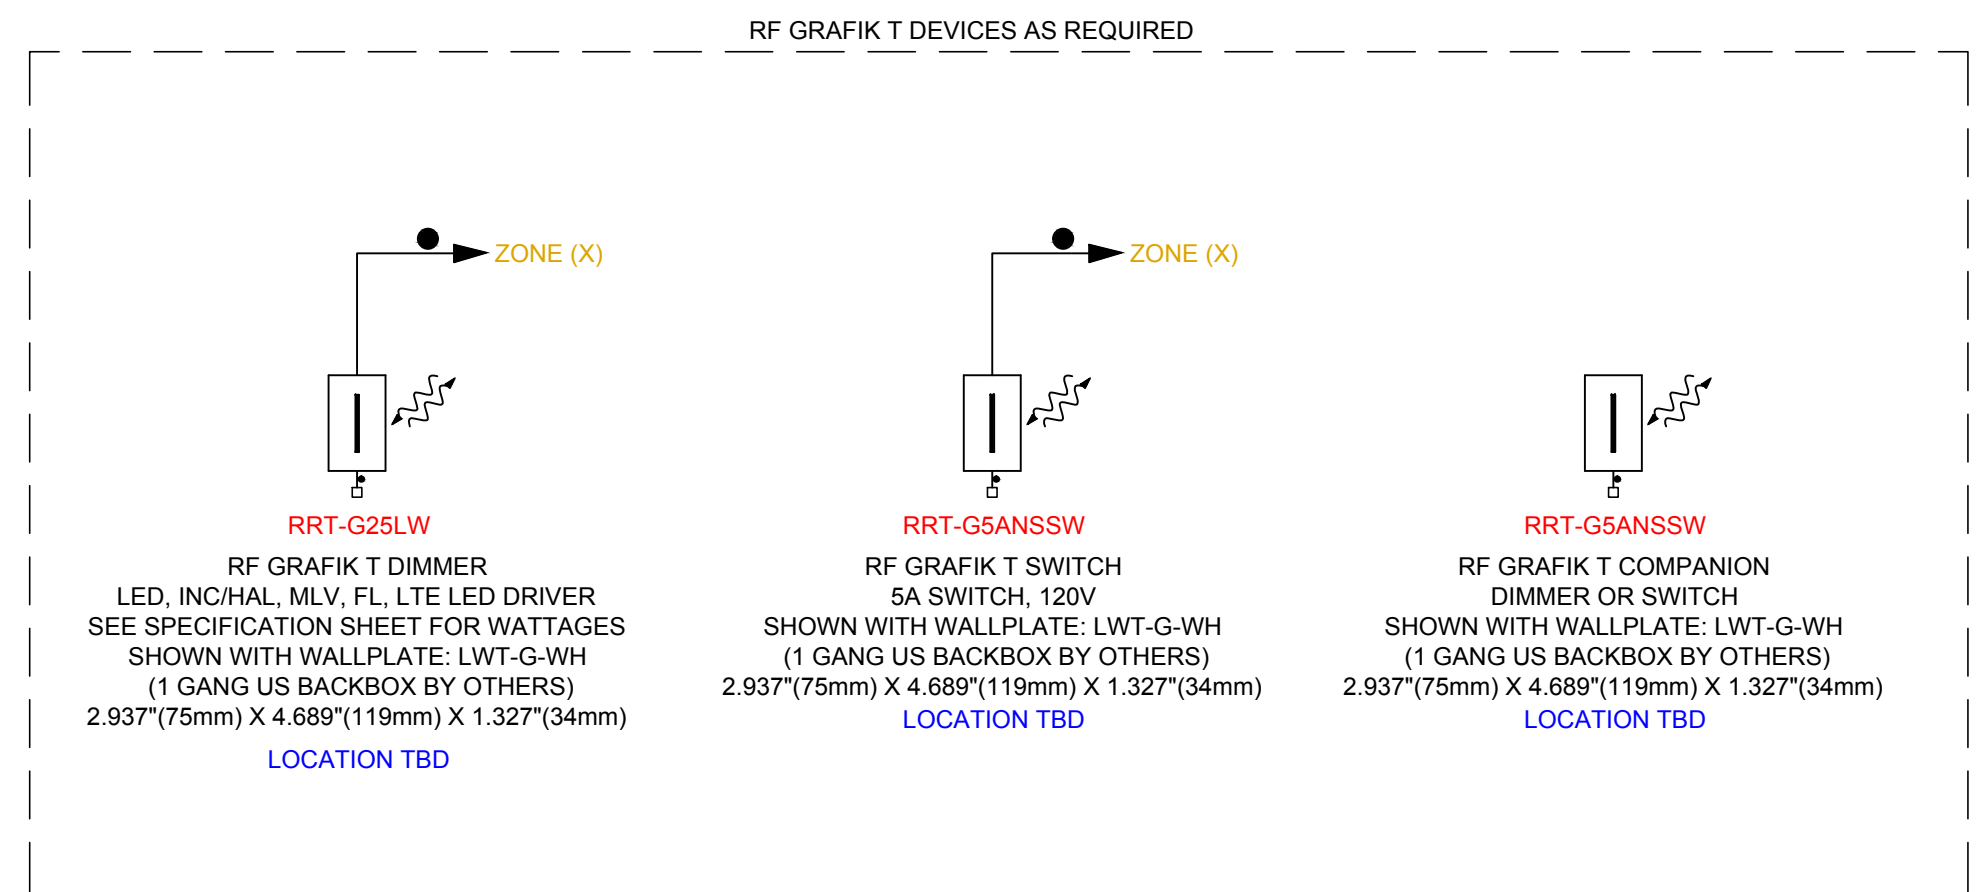 RF GRAFIK T DEVICES AS REQUIRED
ZONE (X)
RRT-G25LW
RF GRAFIK T DIMMER
LED, INC/HAL, MLV, FL, LTE LED DRIVER
SEE SPECIFICATION SHEET FOR WATTAGES
SHOWN WITH WALLPLATE: LWT-G-WH
(1 GANG US BACKBOX BY OTHERS)
2.937"(75mm) X 4.689"(119mm) X 1.327"(34mm)
LOCATION TBD
ZONE (X)
RRT-G5ANSSW
RF GRAFIK T SWITCH
5A SWITCH, 120V
SHOWN WITH WALLPLATE: LWT-G-WH
(1 GANG US BACKBOX BY OTHERS)
2.937"(75mm) X 4.689"(119mm) X 1.327"(34mm)
LOCATION TBD
RRT-G5ANSSW
RF GRAFIK T COMPANION
DIMMER OR SWITCH
SHOWN WITH WALLPLATE: LWT-G-WH
(1 GANG US BACKBOX BY OTHERS)
2.937"(75mm) X 4.689"(119mm) X 1.327"(34mm)
LOCATION TBD